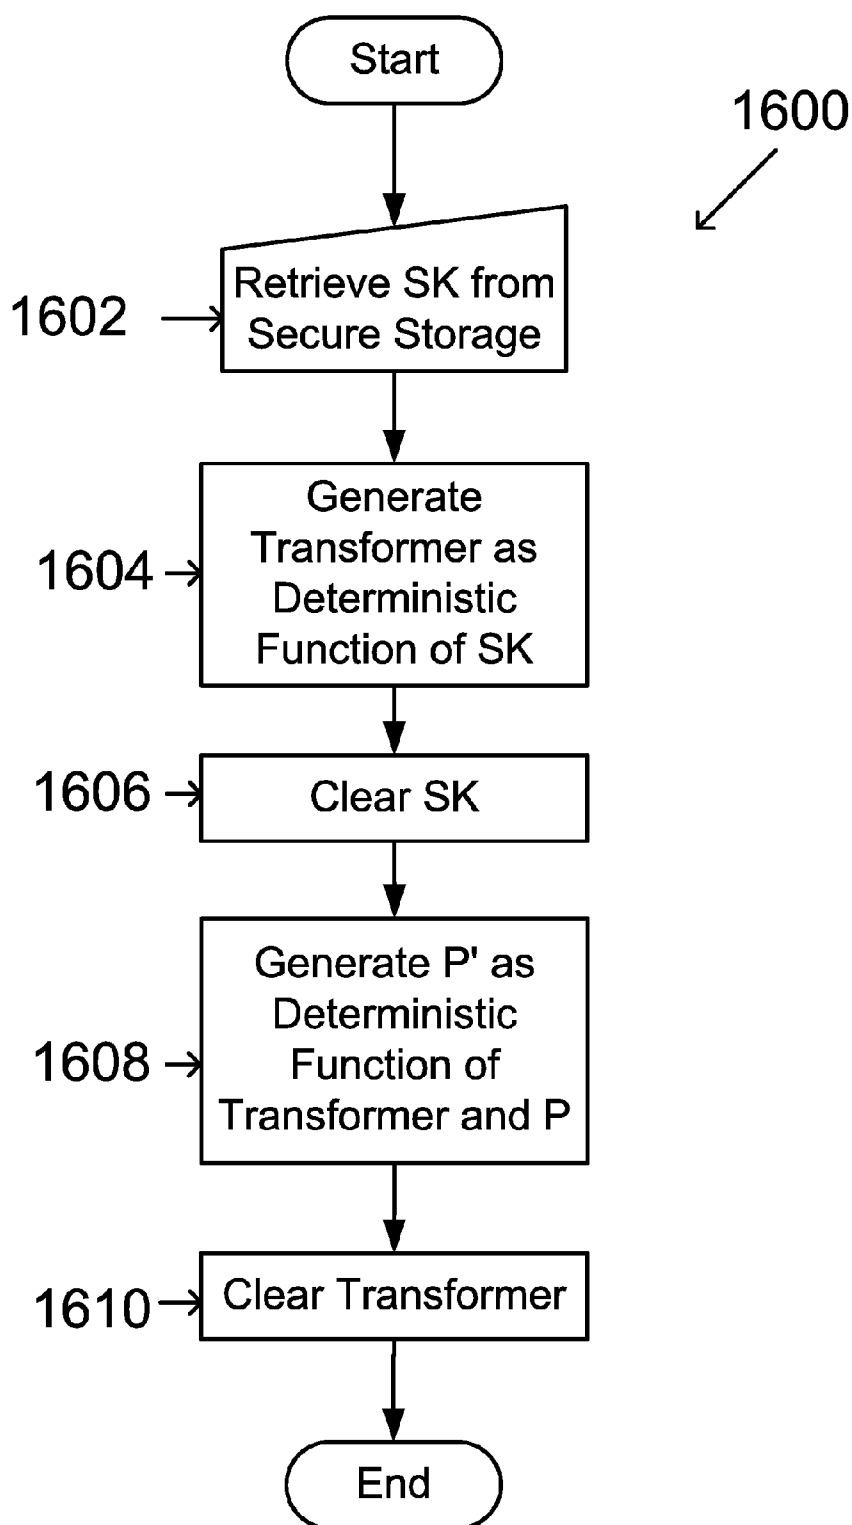 Start
1600
Retrieve SK from
Secure Storage
1602
Generate
Transformer as
Deterministic
Function of SK
1604
Clear SK
1606
Generate P' as
Deterministic
Function of
Transformer and P
1608
Clear Transformer
1610
End